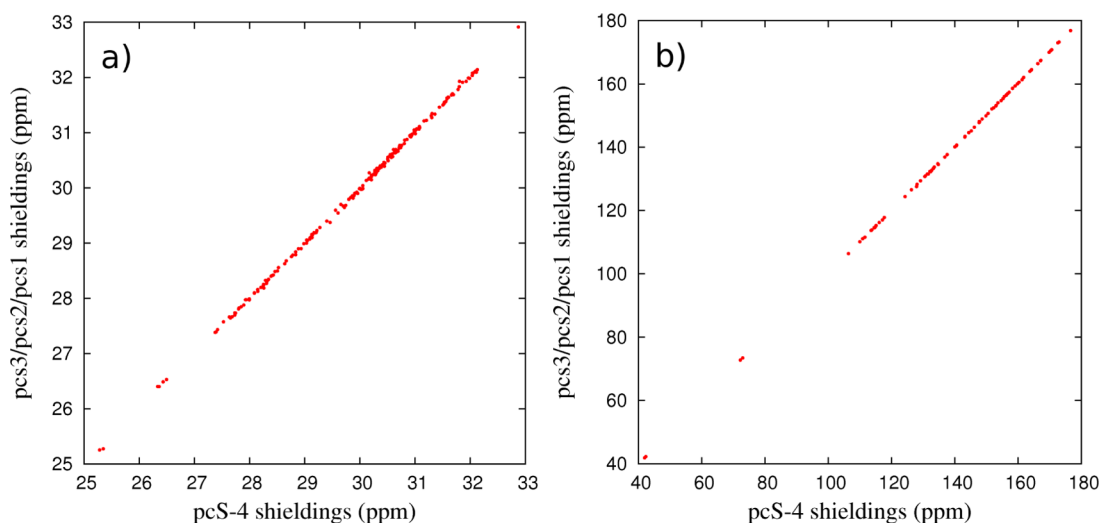 a)
33
32
31
30
29
28
27
26
25
pcs3/pcs2/pcs1 shieldings (ppm)
25 26 27 28 29 30 31 32 33
pcS-4 shieldings (ppm)
b)
180
160
140
120
100
80
60
40
pcs3/pcs2/pcs1 shieldings (ppm)
40 60 80 100 120 140 160 180
pcS-4 shieldings (ppm)